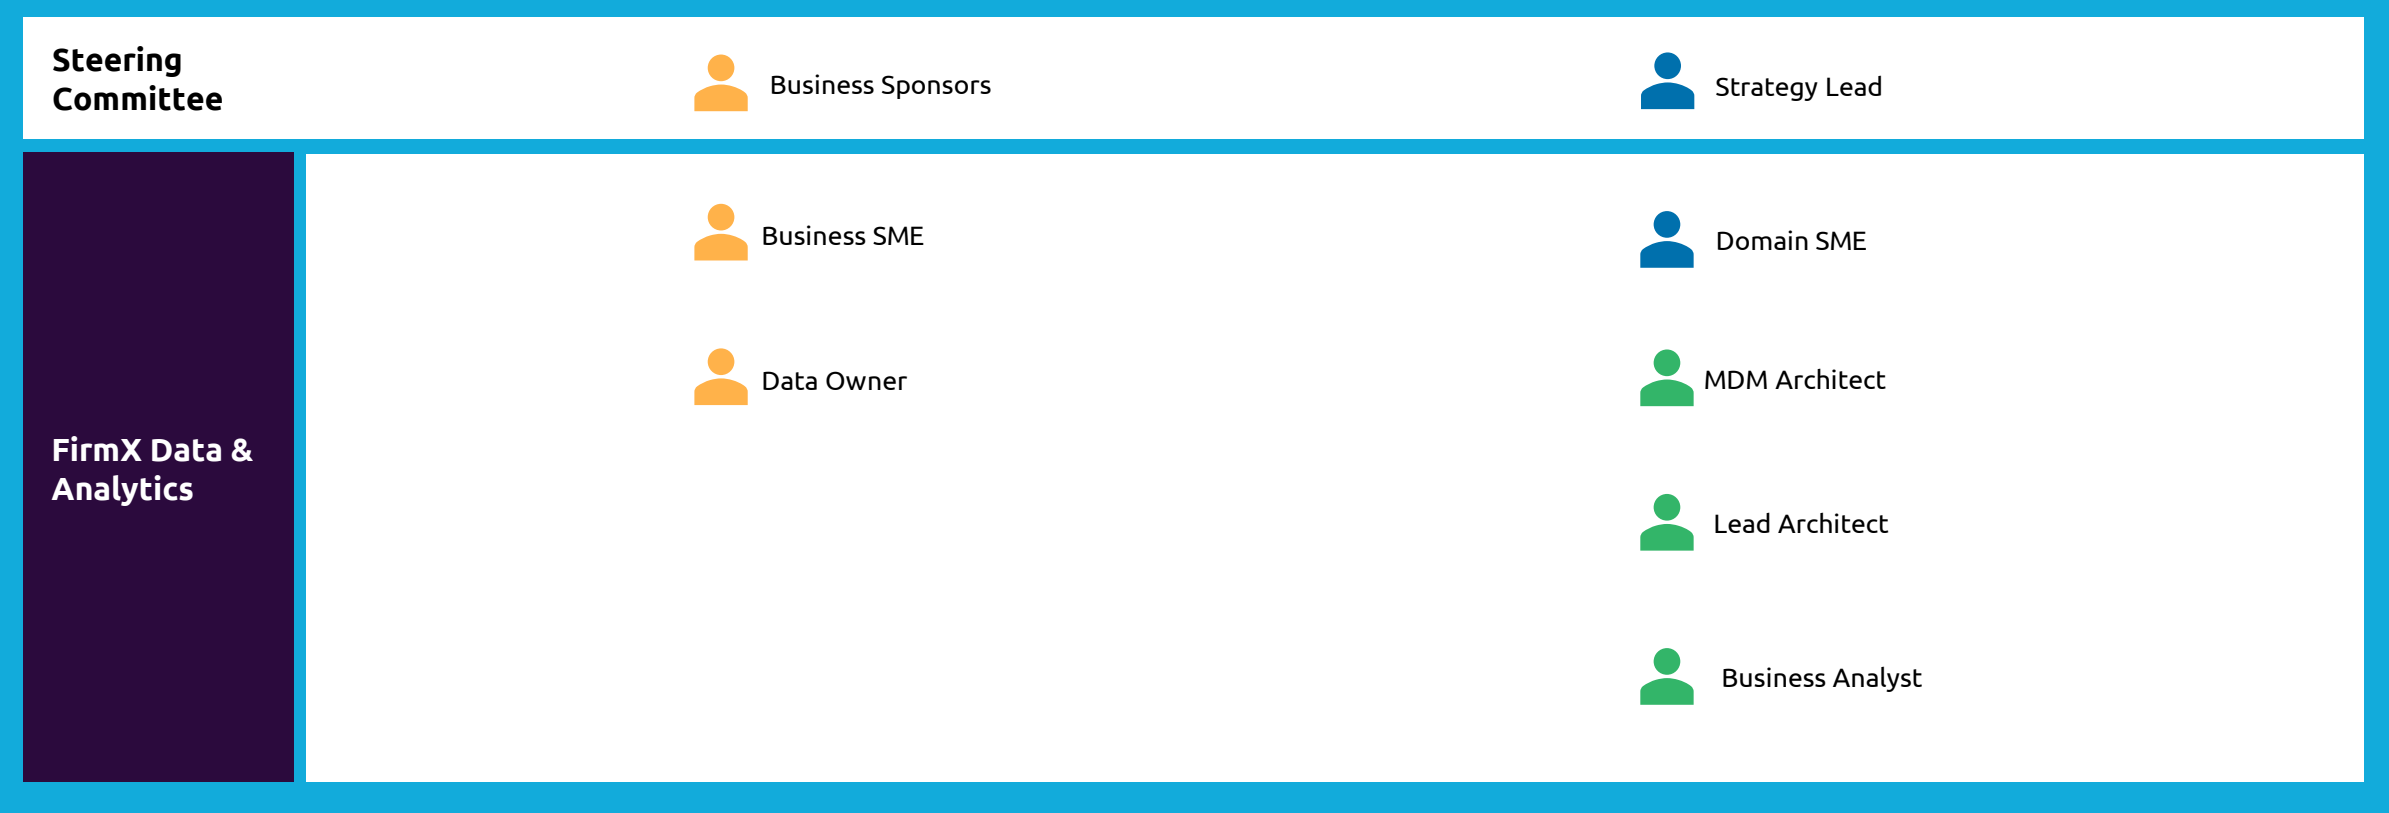 Steering
Committee
Business Sponsors
Strategy Lead
FirmX Data &
Analytics
Business SME
Domain SME
Data Owner
MDM Architect
Lead Architect
Business Analyst